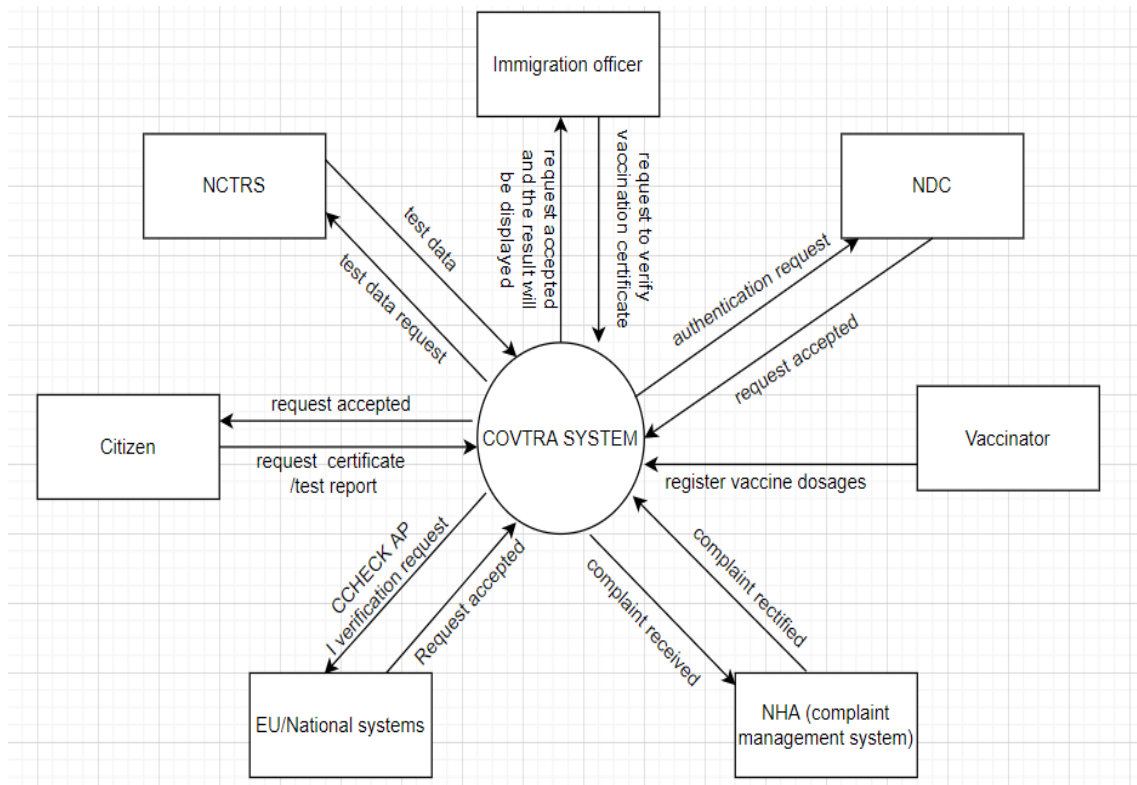 Immigration officer
NCTRS
NDC
request accepted
and the result will
be displayed
request to verify
vaccination certificate
test data
test data request
authentication request
request accepted
request accepted
Citizen
request certificate
/test report
COVTRA SYSTEM
Vaccinator
register vaccine dosages
CCHECK AP
I verification request
Request accepted
complaint received
complaint rectified
EU/National systems
NHA (complaint
management system)